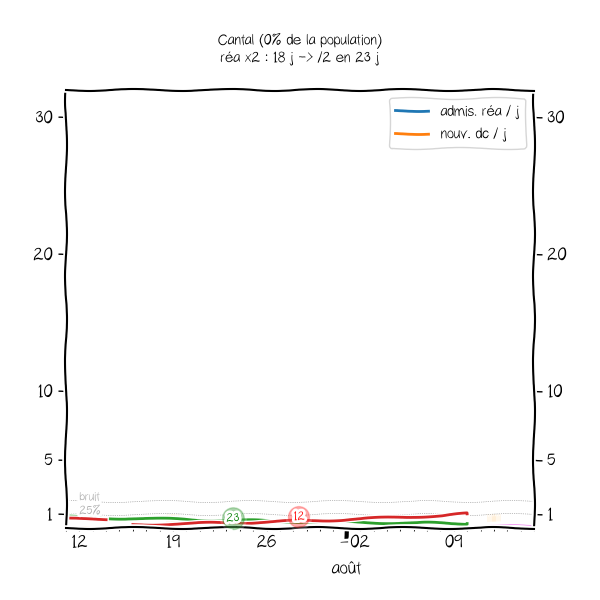 Cantal (0% de la population)
réa x2 : 18 j -> /2 en 23 j
admis. réa / j
nouv. dc / j
30 30
20 20
10 10
5 5
bruit
25%
1 23 12 1
12 19 26 02 09
août